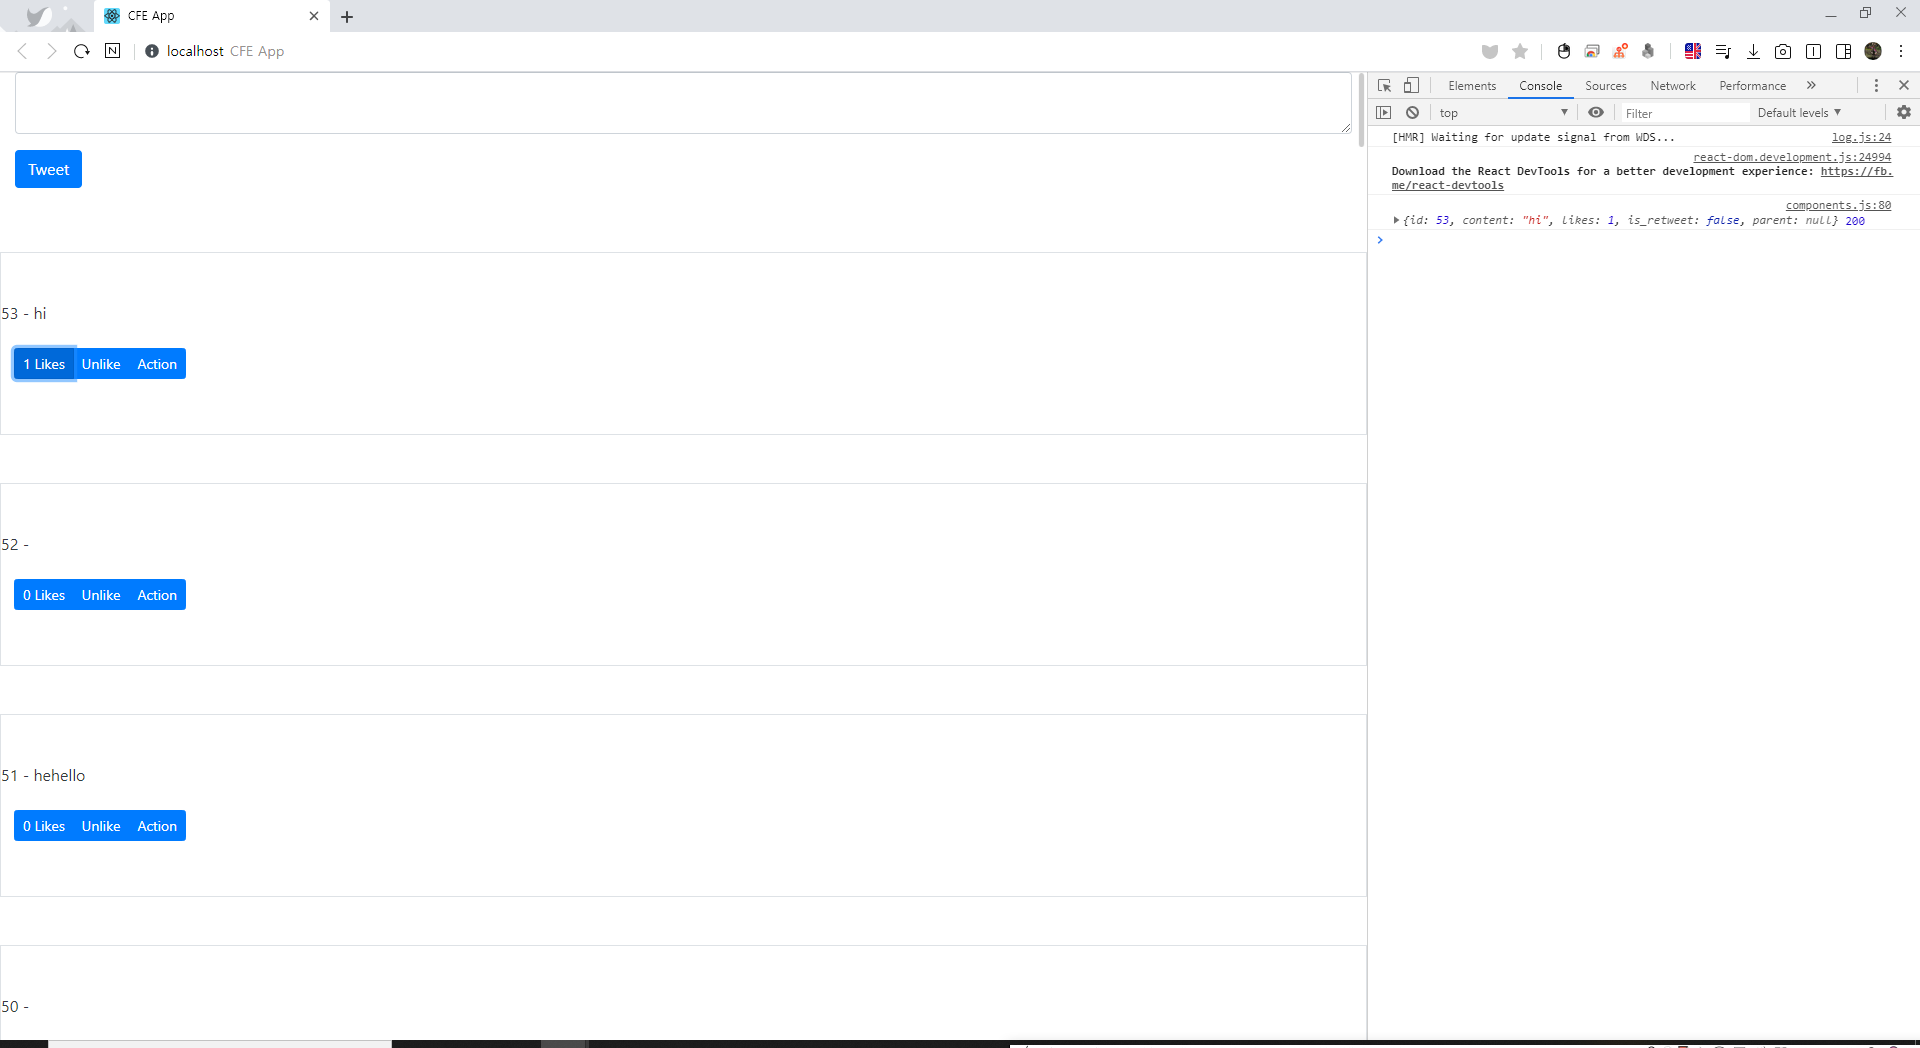 CFE App
localhost CFE App
Tweet
53 - hi
1 Likes Unlike Action
52 -
0 Likes Unlike Action
51 - hehello
0 Likes Unlike Action
50 -
Elements Console Sources Network Performance »
top Filter Default levels
[HMR] Waiting for update signal from WDS... log.js:24
react-dom.development.js:24994
Download the React DevTools for a better development experience: https://fb.
me/react-devtools
components.js:80
{id: 53, content: "hi", likes: 1, is_retweet: false, parent: null} 200